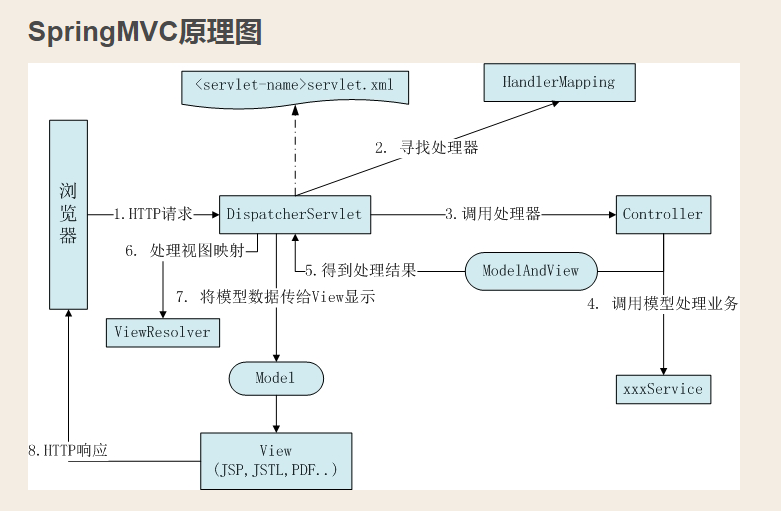 SpringMVC原理图
<servlet-name>servlet.xml
HandlerMapping
2. 寻找处理器
浏
览
器
1.HTTP请求
DispatcherServlet
3.调用处理器
Controller
6. 处理视图映射
5.得到处理结果
ModelAndView
7. 将模型数据传给View显示
4. 调用模型处理业务
ViewResolver
Model
xxxService
8.HTTP响应
View
(JSP,JSTL,PDF..)